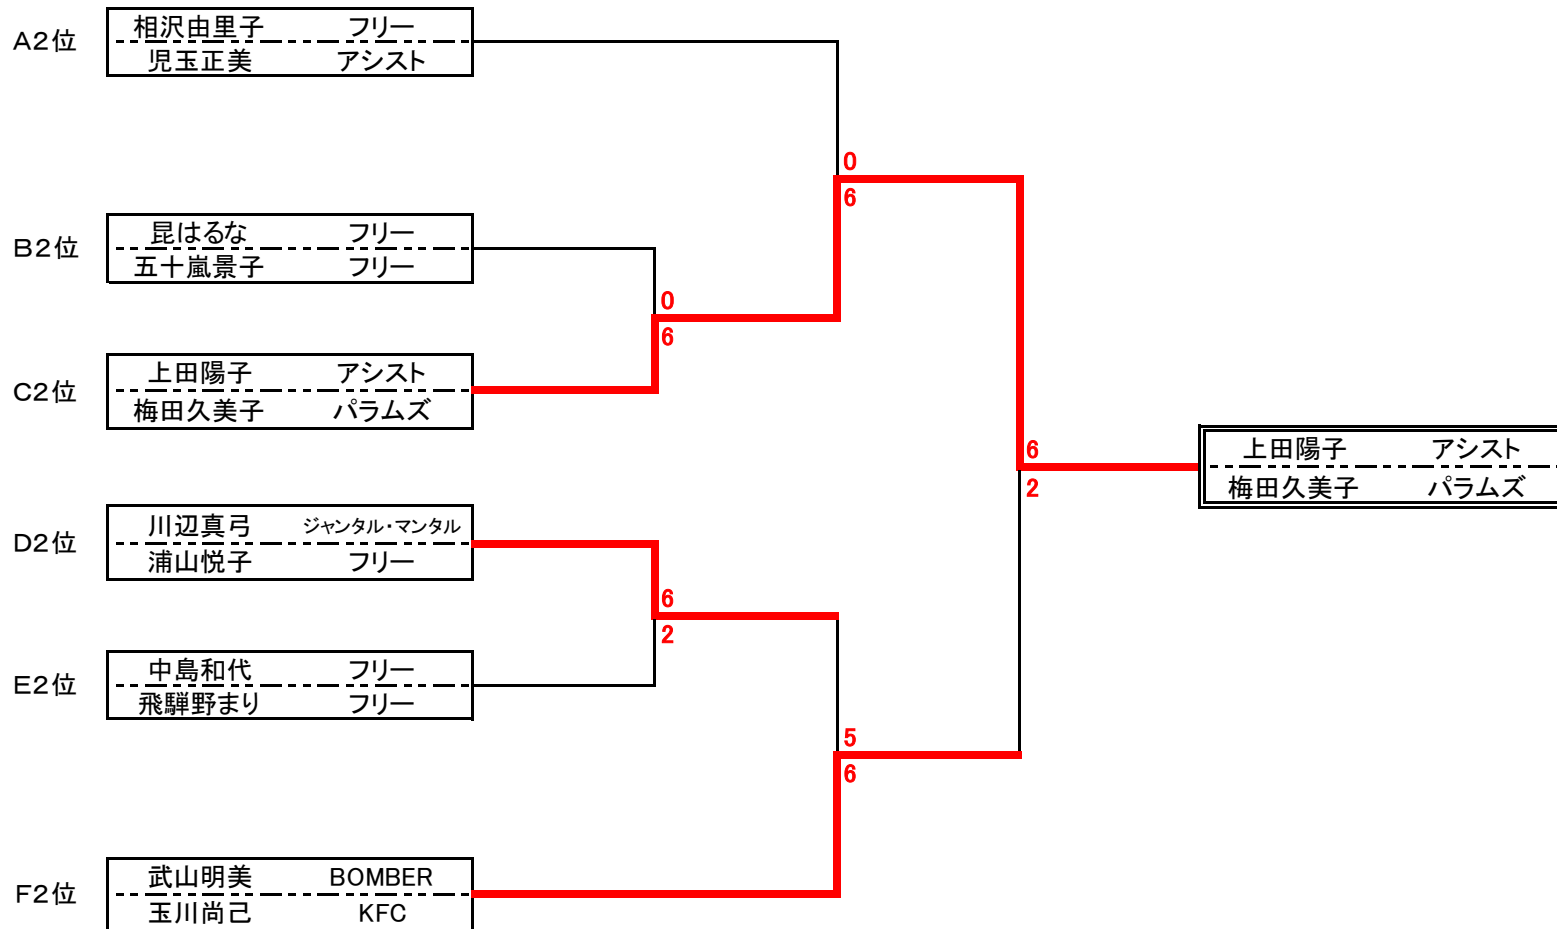 A2位 相沢由里子 フリー
児玉正美 アシスト
0
6
B2位 昆はるな フリー
五十嵐景子 フリー
0
6
C2位 上田陽子 アシスト
梅田久美子 パラムズ
6
2
上田陽子 アシスト
梅田久美子 パラムズ
D2位 川辺真弓 ジャンタル・マンタル
浦山悦子 フリー
6
2
E2位 中島和代 フリー
飛騨野まり フリー
5
6
F2位 武山明美 BOMBER
玉川尚己 KFC